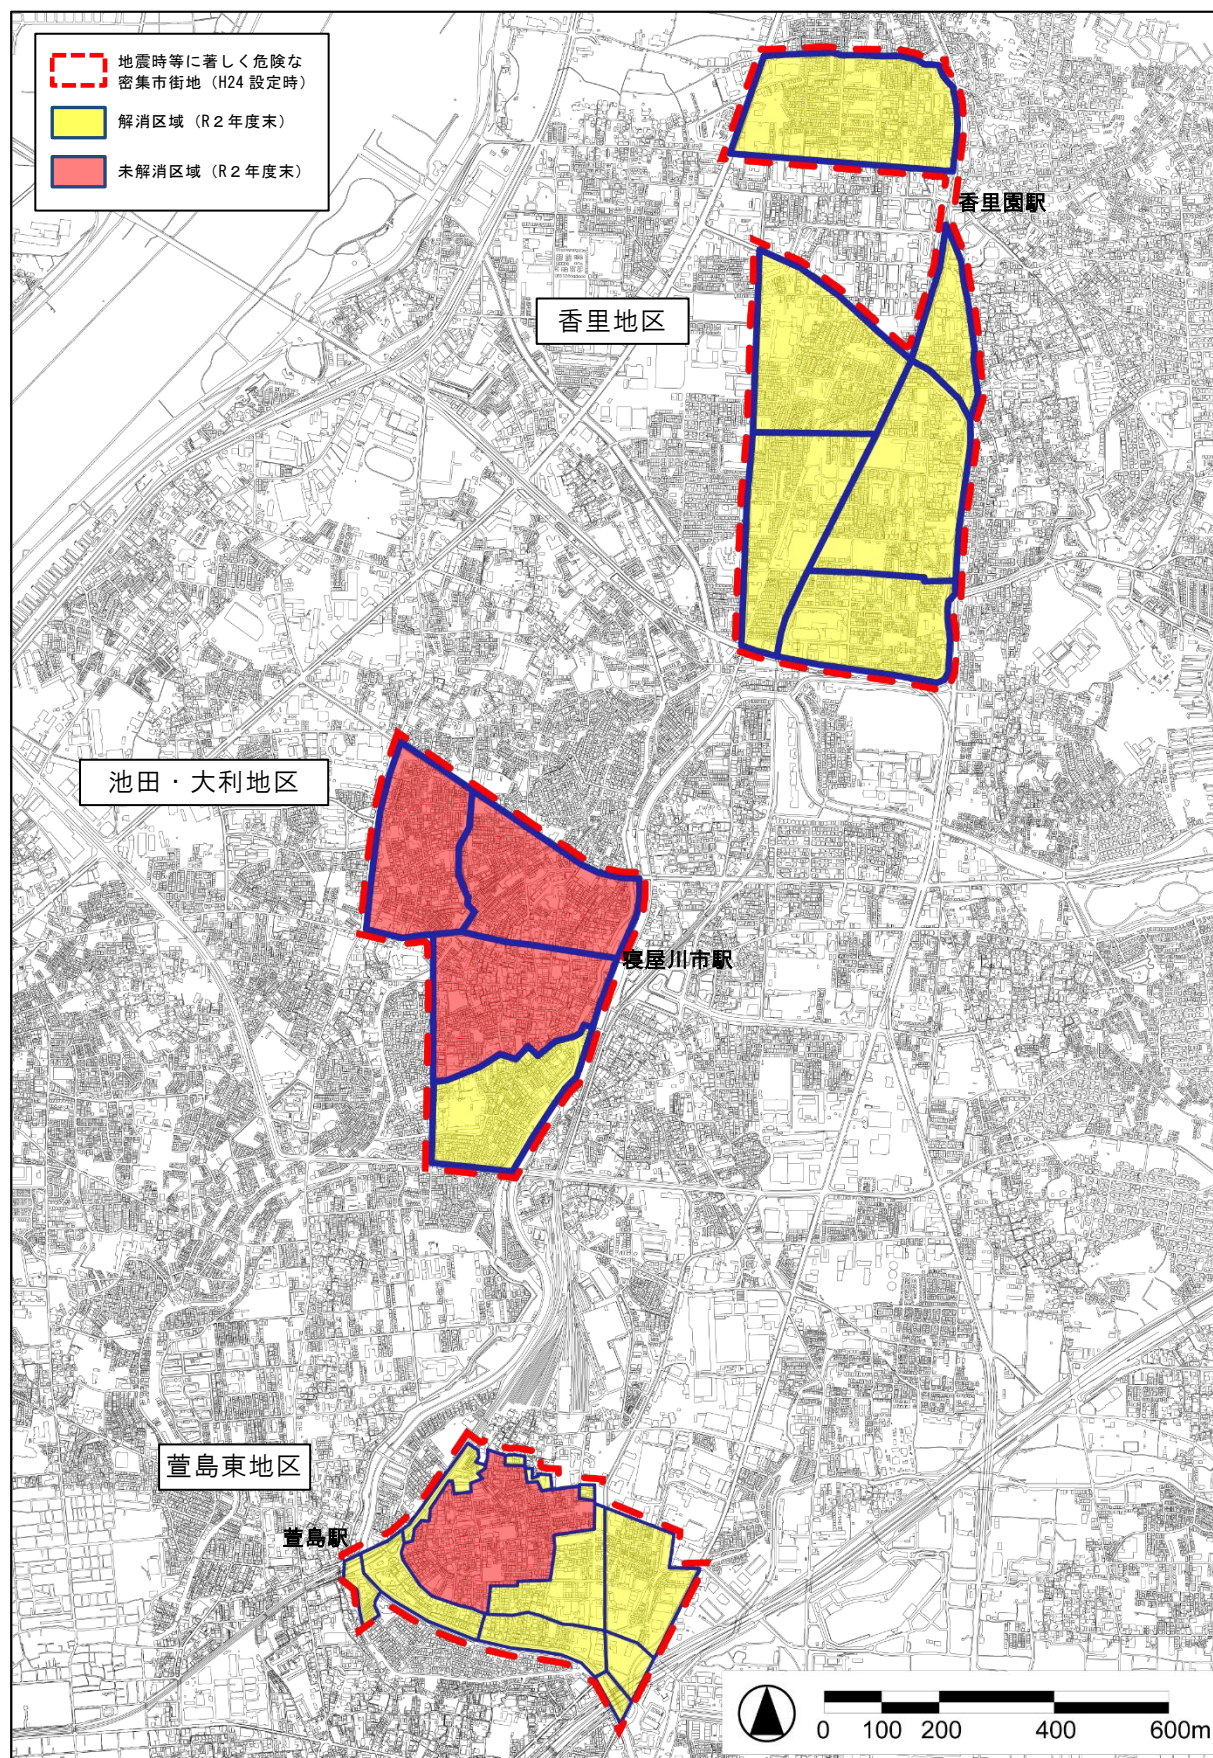 地震時等に著しく危険な
密集市街地（H24 設定時）
解消区域（R２年度末）
未解消区域（R２年度末）
香里園駅
香里地区
池田・大利地区
寝屋川市駅
萱島東地区
萱島駅
0 100 200 400 600m